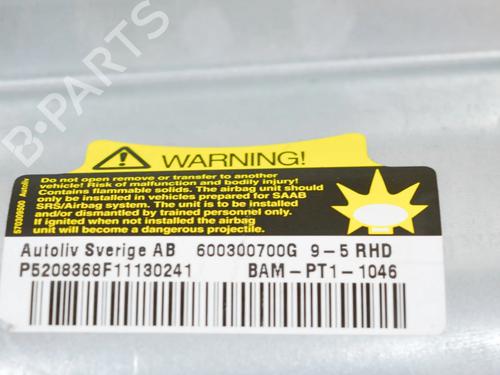 B-PARTS
WARNING!
Do not open remove or transfer to another
vehicle! Risk of malfunction and bodily injury!
Contains flammable solids. The airbag unit should
only be installed in vehicles prepared for SAAB
SRS/Airbag system. The unit is to be installed
and/or dismantled by trained personnel only.
If ignited when not installed the airbag
unit will become a dangerous projectile.
570309500 Autoliv
Autoliv Sverige AB 600300700G 9-5 RHD
P5208368F11130241 BAM-PT1-1046